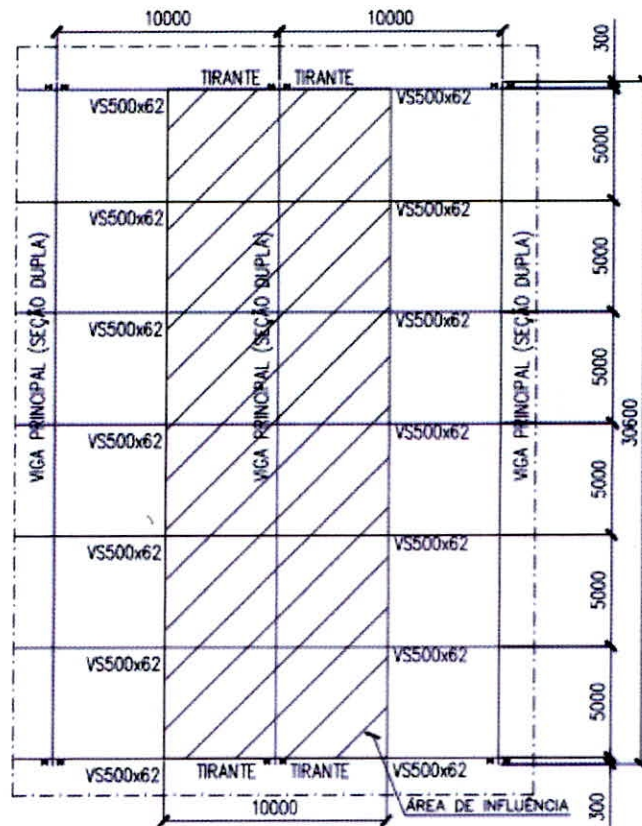 10000 10000
300
TIRANTE TIRANTE
VS500x62 VS500x62
5000
VS500x62 VS500x62
5000
VIGA PRINCIPAL (SEÇÃO DUPLA)
VIGA PRINCIPAL (SEÇÃO DUPLA)
VIGA PRINCIPAL (SEÇÃO DUPLA)
VS500x62 VS500x62
5000
30600
VS500x62 VS500x62
5000
VS500x62 VS500x62
5000
VS500x62 VS500x62
5000
VS500x62 TIRANTE TIRANTE VS500x62
10000
ÁREA DE INFLUÊNCIA
300